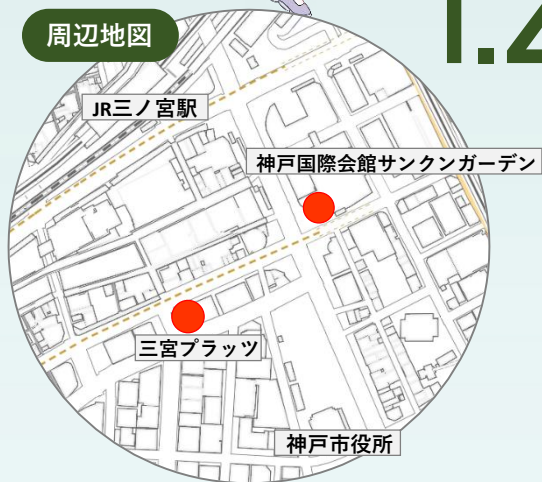 周辺地図
JR三ノ宮駅
神戸国際会館サンクンガーデン
三宮プラッツ
神戸市役所